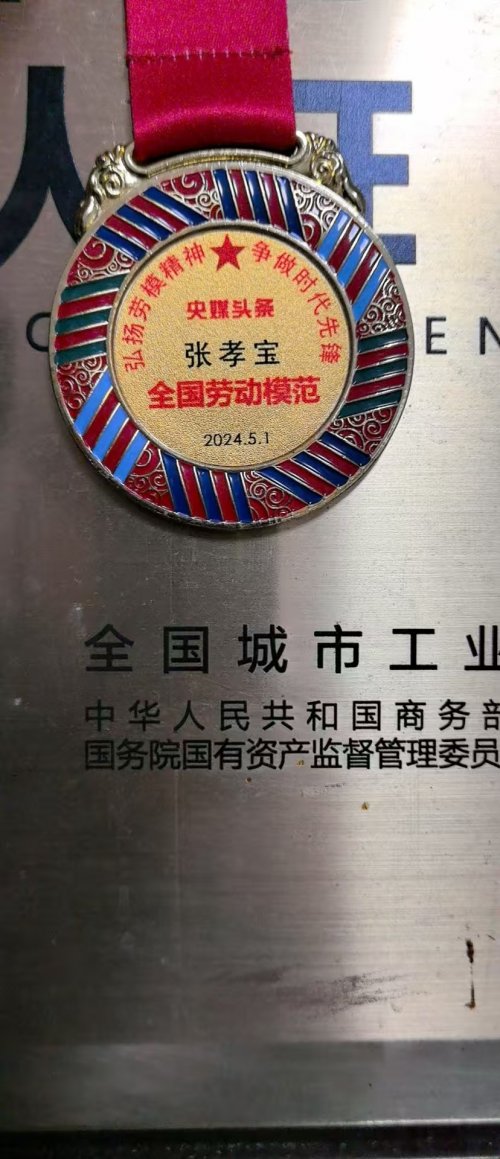 弘扬劳模精神 ★ 争做时代先锋
央媒头条
张孝宝
全国劳动模范
2024.5.1
EN
全国城市工业
中华人民共和国商务部
国务院国有资产监督管理委员